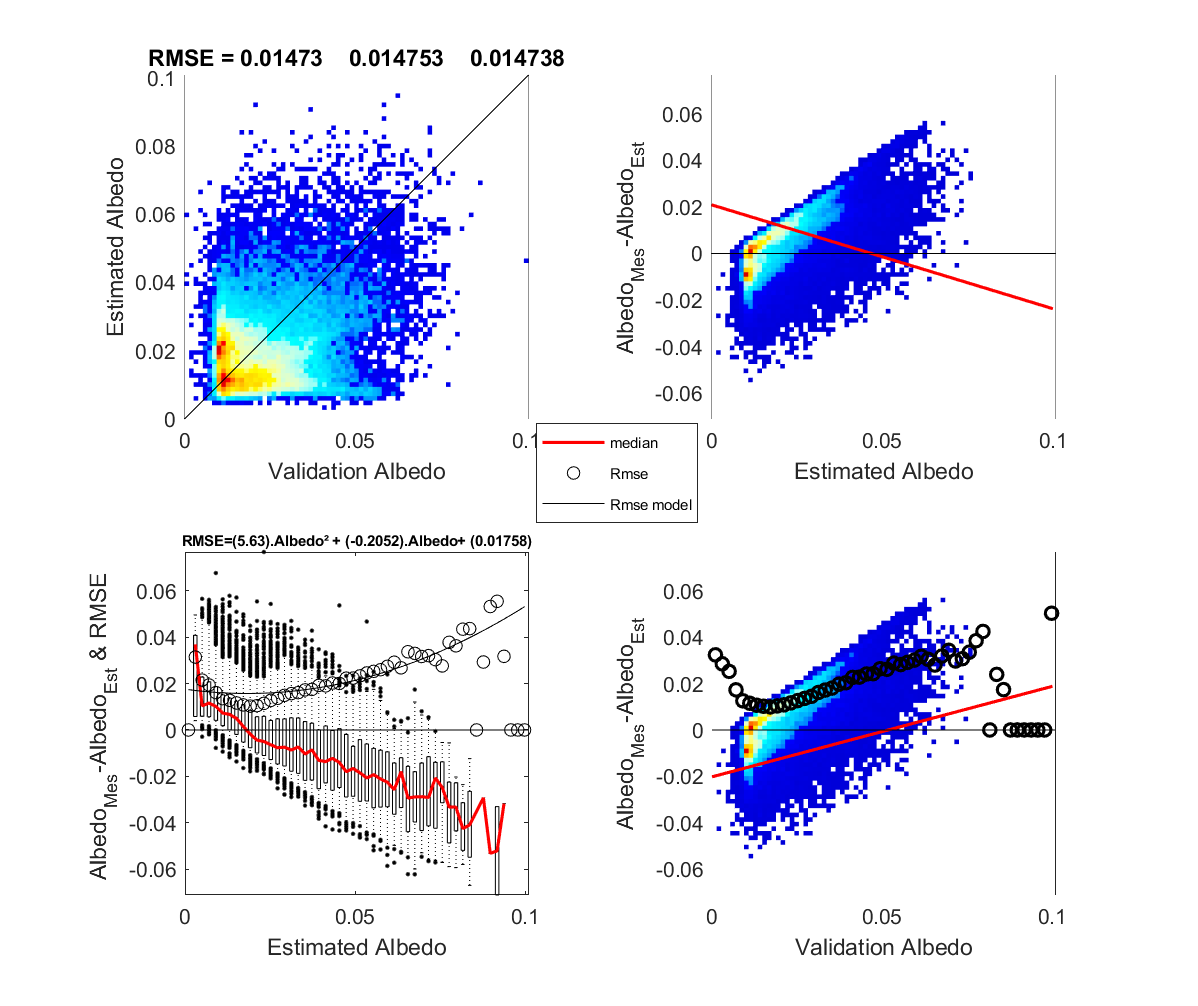 RMSE = 0.01473 0.014753 0.014738
0.1
0.08
0.06
0.04
0.02
0
0 0.05 0.1
Estimated Albedo
Validation Albedo
0.06
0.04
0.02
0
-0.02
-0.04
-0.06
0 0.05 0.1
Albedo_Mes-Albedo_Est
Estimated Albedo
median
Rmse
Rmse model
RMSE=(5.63).Albedo² + (-0.2052).Albedo+ (0.01758)
0.06
0.04
0.02
0
-0.02
-0.04
-0.06
0 0.05 0.1
Albedo_Mes-Albedo_Est & RMSE
Estimated Albedo
0.06
0.04
0.02
0
-0.02
-0.04
-0.06
0 0.05 0.1
Albedo_Mes-Albedo_Est
Validation Albedo